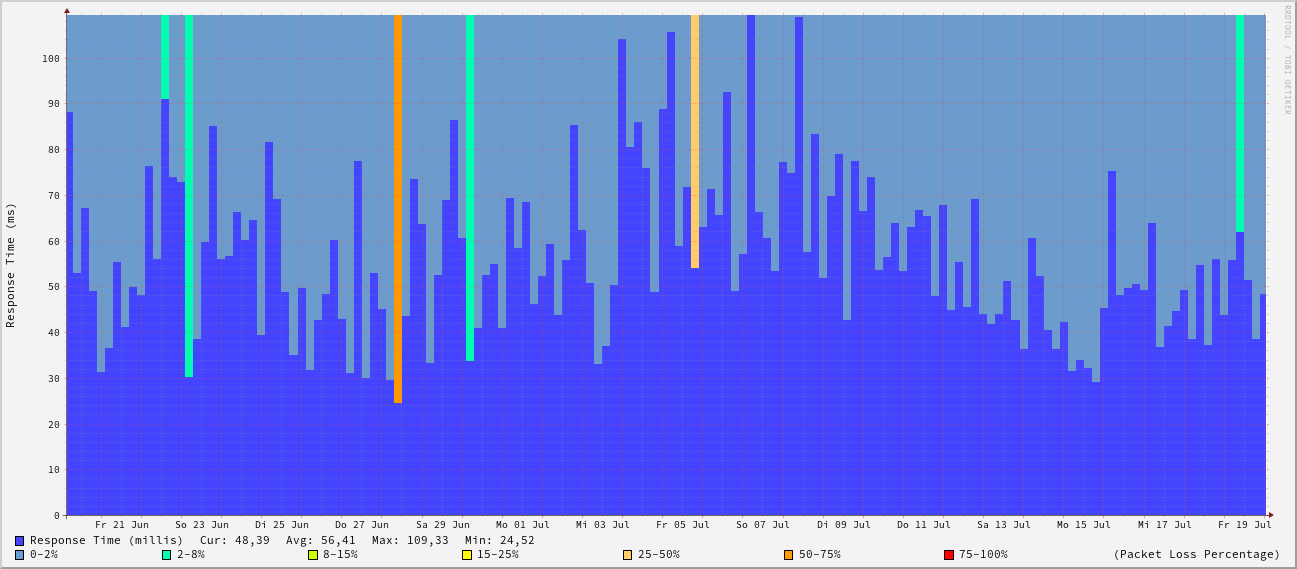 RRDTOOL / TOBI OETIKER
Response Time (ms)
100
90
80
70
60
50
40
30
20
10
0
Fr 21 Jun So 23 Jun Di 25 Jun Do 27 Jun Sa 29 Jun Mo 01 Jul Mi 03 Jul Fr 05 Jul So 07 Jul Di 09 Jul Do 11 Jul Sa 13 Jul Mo 15 Jul Mi 17 Jul Fr 19 Jul
Response Time (millis) Cur: 48,39 Avg: 56,41 Max: 109,33 Min: 24,52
0-2% 2-8% 8-15% 15-25% 25-50% 50-75% 75-100% (Packet Loss Percentage)